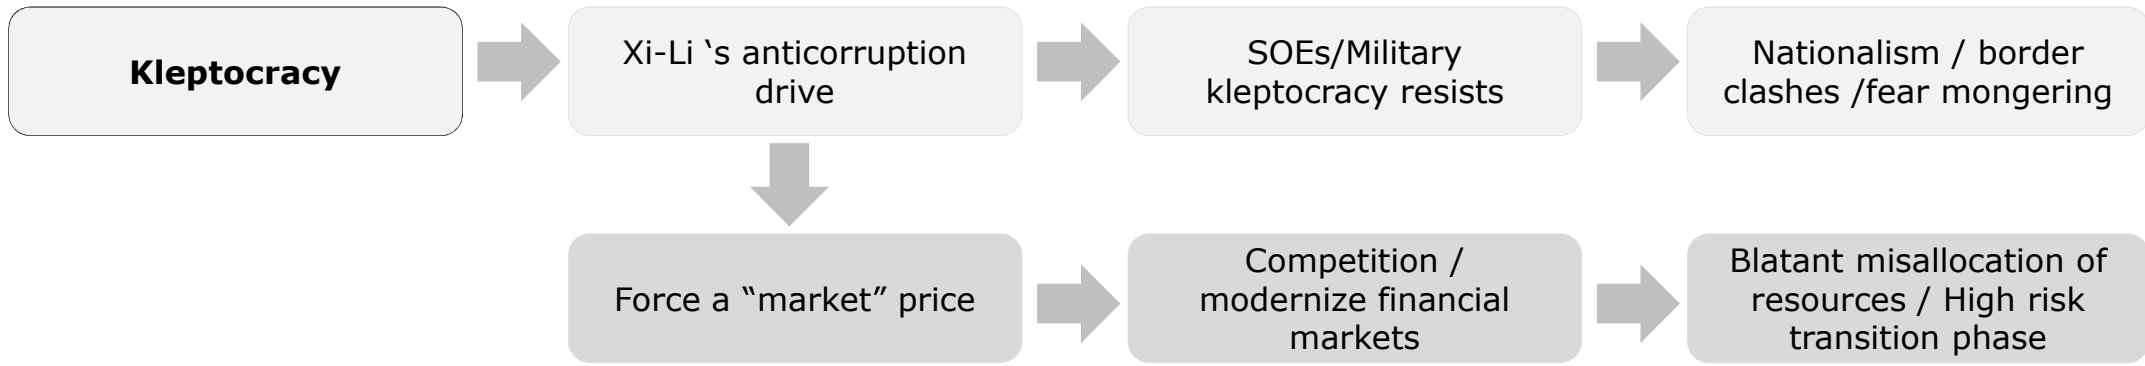 Kleptocracy
Xi-Li ‘s anticorruption
drive
SOEs/Military
kleptocracy resists
Nationalism / border
clashes /fear mongering
Force a “market” price
Competition /
modernize financial
markets
Blatant misallocation of
resources / High risk
transition phase